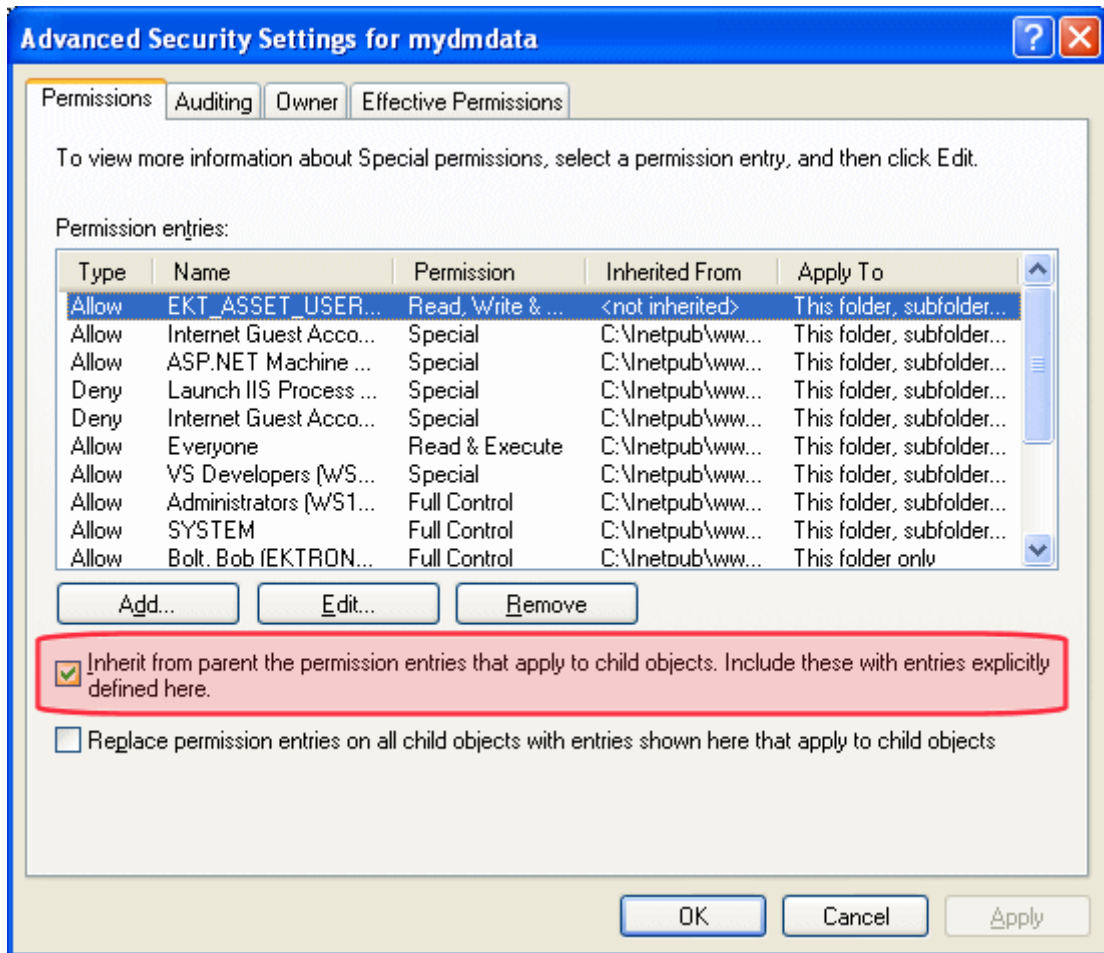 Advanced Security Settings for mydmdata
Permissions Auditing Owner Effective Permissions
To view more information about Special permissions, select a permission entry, and then click Edit.
Permission entries:
Type Name Permission Inherited From Apply To
Allow EKT_ASSET_USER... Read, Write & ... <not inherited> This folder, subfolder...
Allow Internet Guest Acco... Special C:\Inetpub\ww... This folder, subfolder...
Allow ASP.NET Machine ... Special C:\Inetpub\ww... This folder, subfolder...
Deny Launch IIS Process ... Special C:\Inetpub\ww... This folder, subfolder...
Deny Internet Guest Acco... Special C:\Inetpub\ww... This folder, subfolder...
Allow Everyone Read & Execute C:\Inetpub\ww... This folder, subfolder...
Allow VS Developers (WS... Special C:\Inetpub\ww... This folder, subfolder...
Allow Administrators (WS1... Full Control C:\Inetpub\ww... This folder, subfolder...
Allow SYSTEM Full Control C:\Inetpub\ww... This folder, subfolder...
Allow Bolt, Bob (EKTRON... Full Control C:\Inetpub\ww... This folder only
Add... Edit... Remove
Inherit from parent the permission entries that apply to child objects. Include these with entries explicitly
defined here.
Replace permission entries on all child objects with entries shown here that apply to child objects
OK Cancel Apply